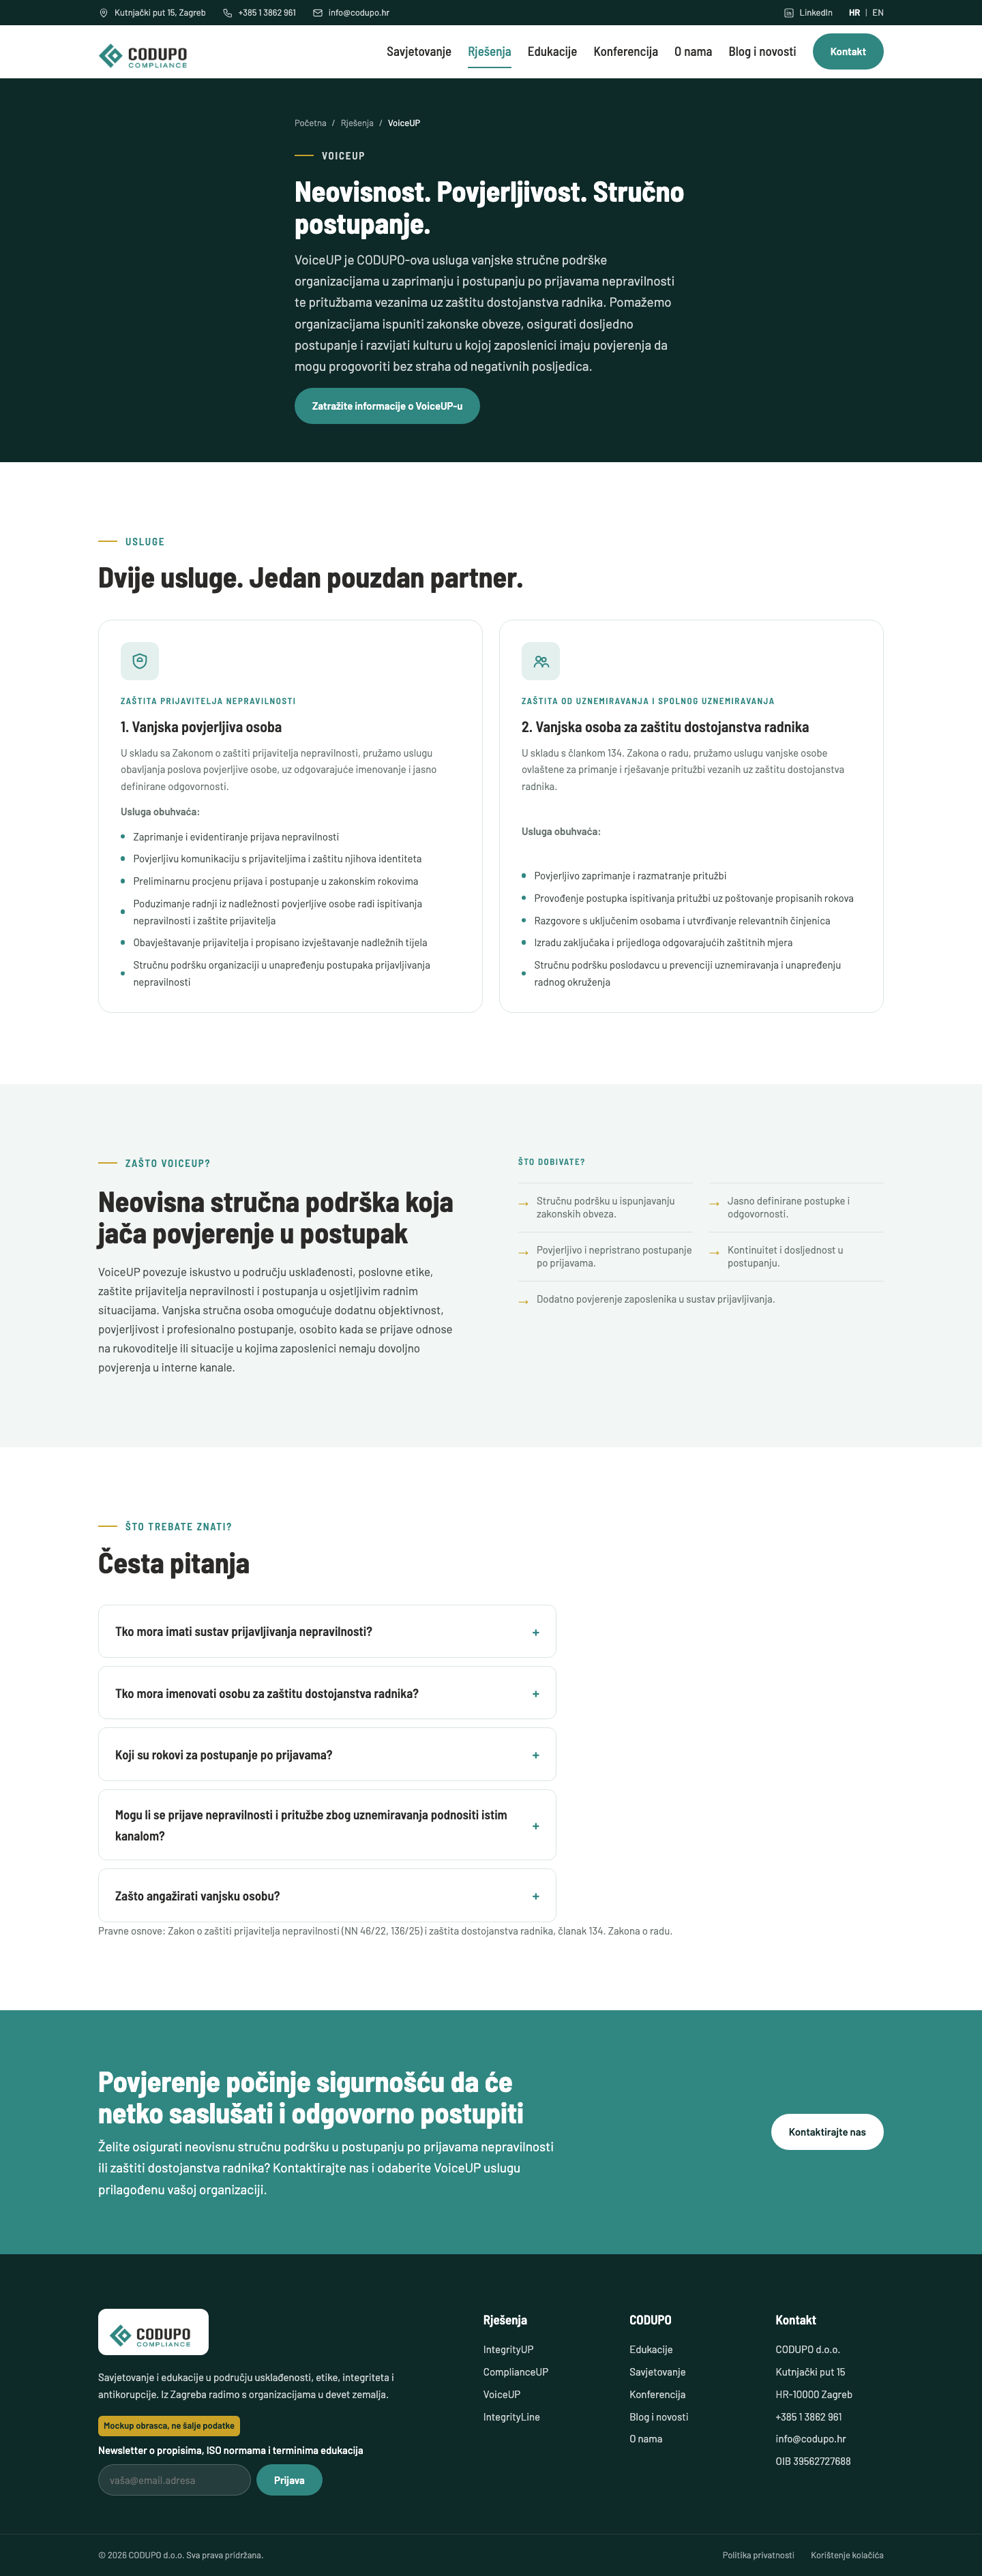 Kutnjački put 15, Zagreb
+385 1 3862 961
info@codupo.hr
LinkedIn
HR | EN
CODUPO
COMPLIANCE
Savjetovanje
Rješenja
Edukacije
Konferencija
O nama
Blog i novosti
Kontakt
Početna / Rješenja / VoiceUP
VOICEUP
Neovisnost. Povjerljivost. Stručno
postupanje.
VoiceUP je CODUPO-ova usluga vanjske stručne podrške
organizacijama u zaprimanju i postupanju po prijavama nepravilnosti
te pritužbama vezanima uz zaštitu dostojanstva radnika. Pomažemo
organizacijama ispuniti zakonske obveze, osigurati dosljedno
postupanje i razvijati kulturu u kojoj zaposlenici imaju povjerenja da
mogu progovoriti bez straha od negativnih posljedica.
Zatražite informacije o VoiceUP-u
USLUGE
Dvije usluge. Jedan pouzdan partner.
ZAŠTITA PRIJAVITELJA NEPRAVILNOSTI
1. Vanjska povjerljiva osoba
U skladu sa Zakonom o zaštiti prijavitelja nepravilnosti, pružamo uslugu
obavljanja poslova povjerljive osobe, uz odgovarajuće imenovanje i jasno
definirane odgovornosti.
Usluga obuhvaća:
Zaprimanje i evidentiranje prijava nepravilnosti
Povjerljivu komunikaciju s prijaviteljima i zaštitu njihova identiteta
Preliminarnu procjenu prijava i postupanje u zakonskim rokovima
Poduzimanje radnji iz nadležnosti povjerljive osobe radi ispitivanja
nepravilnosti i zaštite prijavitelja
Obavještavanje prijavitelja i propisano izvještavanje nadležnih tijela
Stručnu podršku organizaciji u unapređenju postupaka prijavljivanja
nepravilnosti
ZAŠTITA OD UZNEMIRAVANJA I SPOLNOG UZNEMIRAVANJA
2. Vanjska osoba za zaštitu dostojanstva radnika
U skladu s člankom 134. Zakona o radu, pružamo uslugu vanjske osobe
ovlaštene za primanje i rješavanje pritužbi vezanih uz zaštitu dostojanstva
radnika.
Usluga obuhvaća:
Povjerljivo zaprimanje i razmatranje pritužbi
Provođenje postupka ispitivanja pritužbi uz poštovanje propisanih rokova
Razgovore s uključenim osobama i utvrđivanje relevantnih činjenica
Izradu zaključaka i prijedloga odgovarajućih zaštitnih mjera
Stručnu podršku poslodavcu u prevenciji uznemiravanja i unapređenju
radnog okruženja
ZAŠTO VOICEUP?
Neovisna stručna podrška koja
jača povjerenje u postupak
VoiceUP povezuje iskustvo u području usklađenosti, poslovne etike,
zaštite prijavitelja nepravilnosti i postupanja u osjetljivim radnim
situacijama. Vanjska stručna osoba omogućuje dodatnu objektivnost,
povjerljivost i profesionalno postupanje, osobito kada se prijave odnose
na rukovoditelje ili situacije u kojima zaposlenici nemaju dovoljno
povjerenja u interne kanale.
ŠTO DOBIVATE?
→ Stručnu podršku u ispunjavanju
zakonskih obveza.
→ Jasno definirane postupke i
odgovornosti.
→ Povjerljivo i nepristrano postupanje
po prijavama.
→ Kontinuitet i dosljednost u
postupanju.
→ Dodatno povjerenje zaposlenika u sustav prijavljivanja.
ŠTO TREBATE ZNATI?
Česta pitanja
Tko mora imati sustav prijavljivanja nepravilnosti? +
Tko mora imenovati osobu za zaštitu dostojanstva radnika? +
Koji su rokovi za postupanje po prijavama? +
Mogu li se prijave nepravilnosti i pritužbe zbog uznemiravanja podnositi istim
kanalom? +
Zašto angažirati vanjsku osobu? +
Pravne osnove: Zakon o zaštiti prijavitelja nepravilnosti (NN 46/22, 136/25) i zaštita dostojanstva radnika, članak 134. Zakona o radu.
Povjerenje počinje sigurnošću da će
netko saslušati i odgovorno postupiti
Želite osigurati neovisnu stručnu podršku u postupanju po prijavama nepravilnosti
ili zaštiti dostojanstva radnika? Kontaktirajte nas i odaberite VoiceUP uslugu
prilagođenu vašoj organizaciji.
Kontaktirajte nas
CODUPO
COMPLIANCE
Savjetovanje i edukacije u području usklađenosti, etike, integriteta i
antikorupcije. Iz Zagreba radimo s organizacijama u devet zemalja.
Mockup obrasca, ne šalje podatke
Newsletter o propisima, ISO normama i terminima edukacija
vaša@email.adresa
Prijava
Rješenja
IntegrityUP
ComplianceUP
VoiceUP
IntegrityLine
CODUPO
Edukacije
Savjetovanje
Konferencija
Blog i novosti
O nama
Kontakt
CODUPO d.o.o.
Kutnjački put 15
HR-10000 Zagreb
+385 1 3862 961
info@codupo.hr
OIB 39562727688
© 2026 CODUPO d.o.o. Sva prava pridržana.
Politika privatnosti
Korištenje kolačića